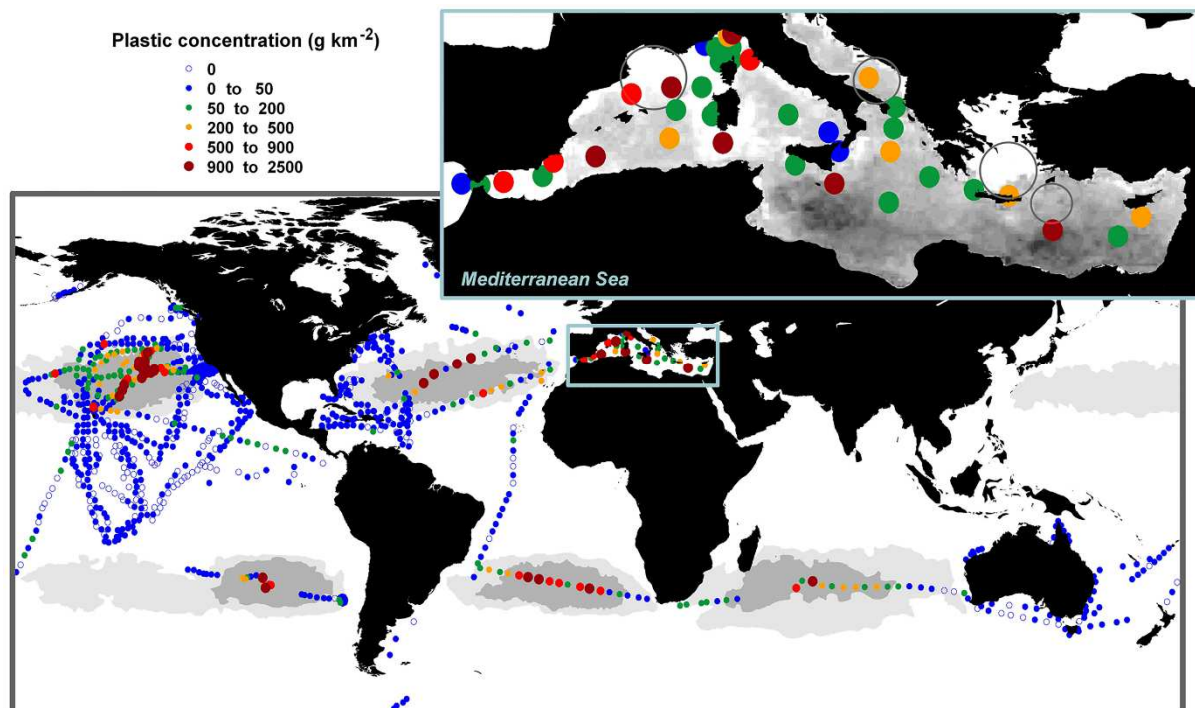 Plastic concentration (g km⁻²)
0
0 to 50
50 to 200
200 to 500
500 to 900
900 to 2500
Mediterranean Sea